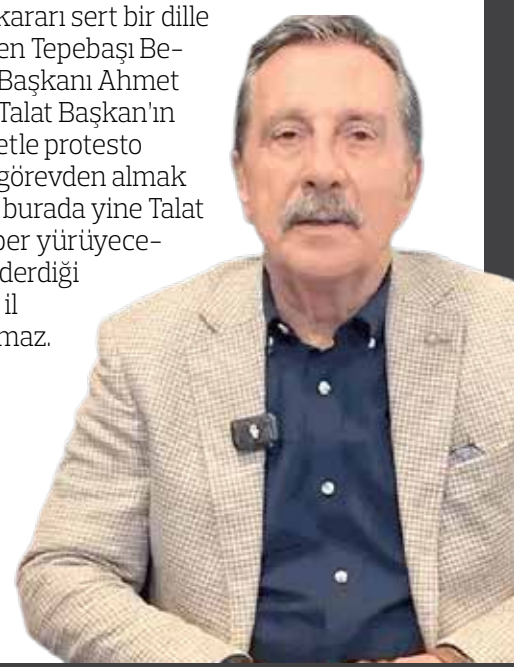 kararı sert bir dille
en Tepebaşı Be-
Başkanı Ahmet
Talat Başkan'ın
etle protesto
görevden almak
burada yine Talat
ber yürüyece-
derdiği
il
maz.